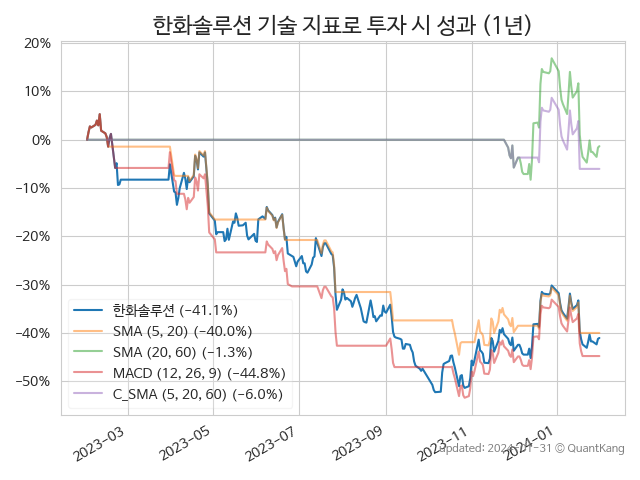 한화솔루션 기술 지표로 투자 시 성과 (1년)
20%
10%
0%
−10%
−20%
−30%
−40%
−50%
한화솔루션 (−41.1%)
SMA (5, 20) (−40.0%)
SMA (20, 60) (−1.3%)
MACD (12, 26, 9) (−44.8%)
C_SMA (5, 20, 60) (−6.0%)
2023−03
2023−05
2023−07
2023−09
2023−11
2024−01
updated: 2024−01−31 © QuantKang